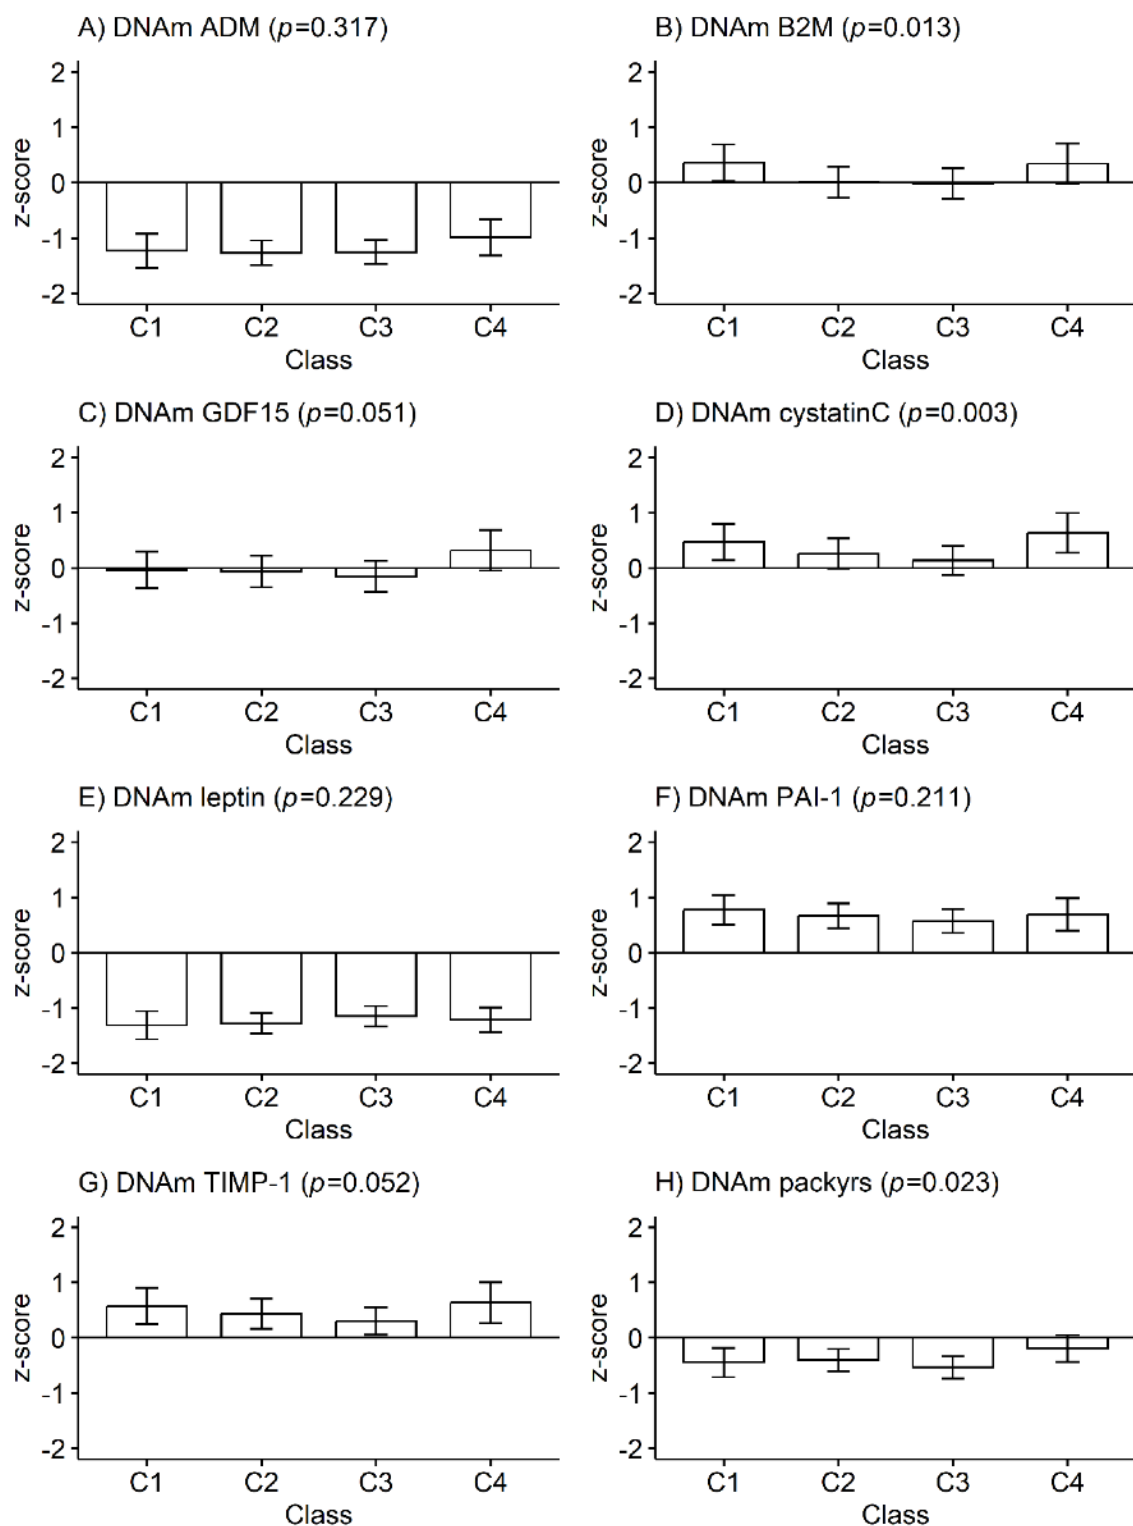 A) DNAm ADM (p=0.317)
2
1
0
-1
-2
z-score
C1 C2 C3 C4
Class
B) DNAm B2M (p=0.013)
2
1
0
-1
-2
z-score
C1 C2 C3 C4
Class
C) DNAm GDF15 (p=0.051)
2
1
0
-1
-2
z-score
C1 C2 C3 C4
Class
D) DNAm cystatinC (p=0.003)
2
1
0
-1
-2
z-score
C1 C2 C3 C4
Class
E) DNAm leptin (p=0.229)
2
1
0
-1
-2
z-score
C1 C2 C3 C4
Class
F) DNAm PAI-1 (p=0.211)
2
1
0
-1
-2
z-score
C1 C2 C3 C4
Class
G) DNAm TIMP-1 (p=0.052)
2
1
0
-1
-2
z-score
C1 C2 C3 C4
Class
H) DNAm packyrs (p=0.023)
2
1
0
-1
-2
z-score
C1 C2 C3 C4
Class